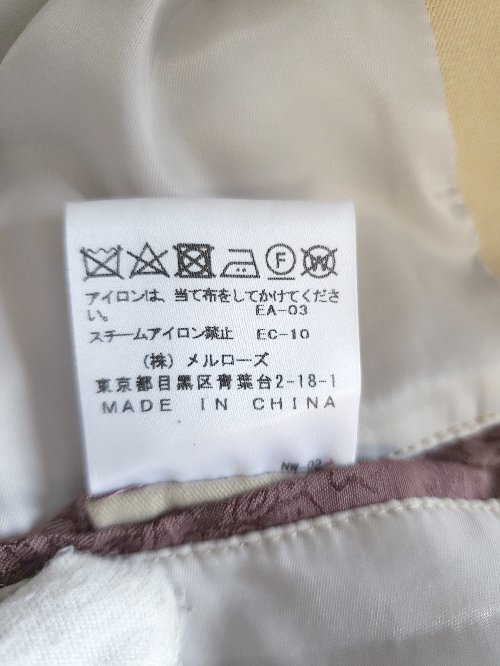 F W
アイロンは、当て布をしてかけてくださ
い。 EA-03
スチームアイロン禁止 EC-10
(株) メルローズ
東京都目黒区青葉台2-18-1
MADE IN CHINA
NW 02